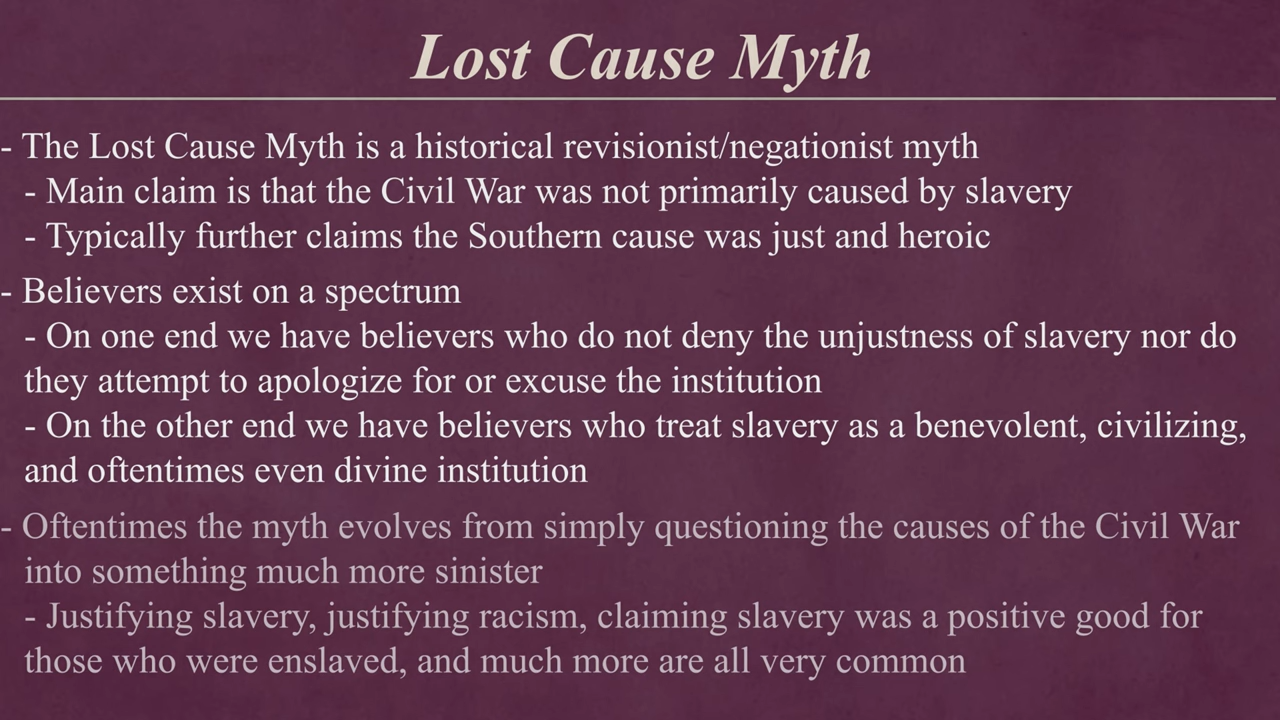 Lost Cause Myth
- The Lost Cause Myth is a historical revisionist/negationist myth
- Main claim is that the Civil War was not primarily caused by slavery
- Typically further claims the Southern cause was just and heroic
- Believers exist on a spectrum
- On one end we have believers who do not deny the unjustness of slavery nor do
they attempt to apologize for or excuse the institution
- On the other end we have believers who treat slavery as a benevolent, civilizing,
and oftentimes even divine institution
- Oftentimes the myth evolves from simply questioning the causes of the Civil War
into something much more sinister
- Justifying slavery, justifying racism, claiming slavery was a positive good for
those who were enslaved, and much more are all very common